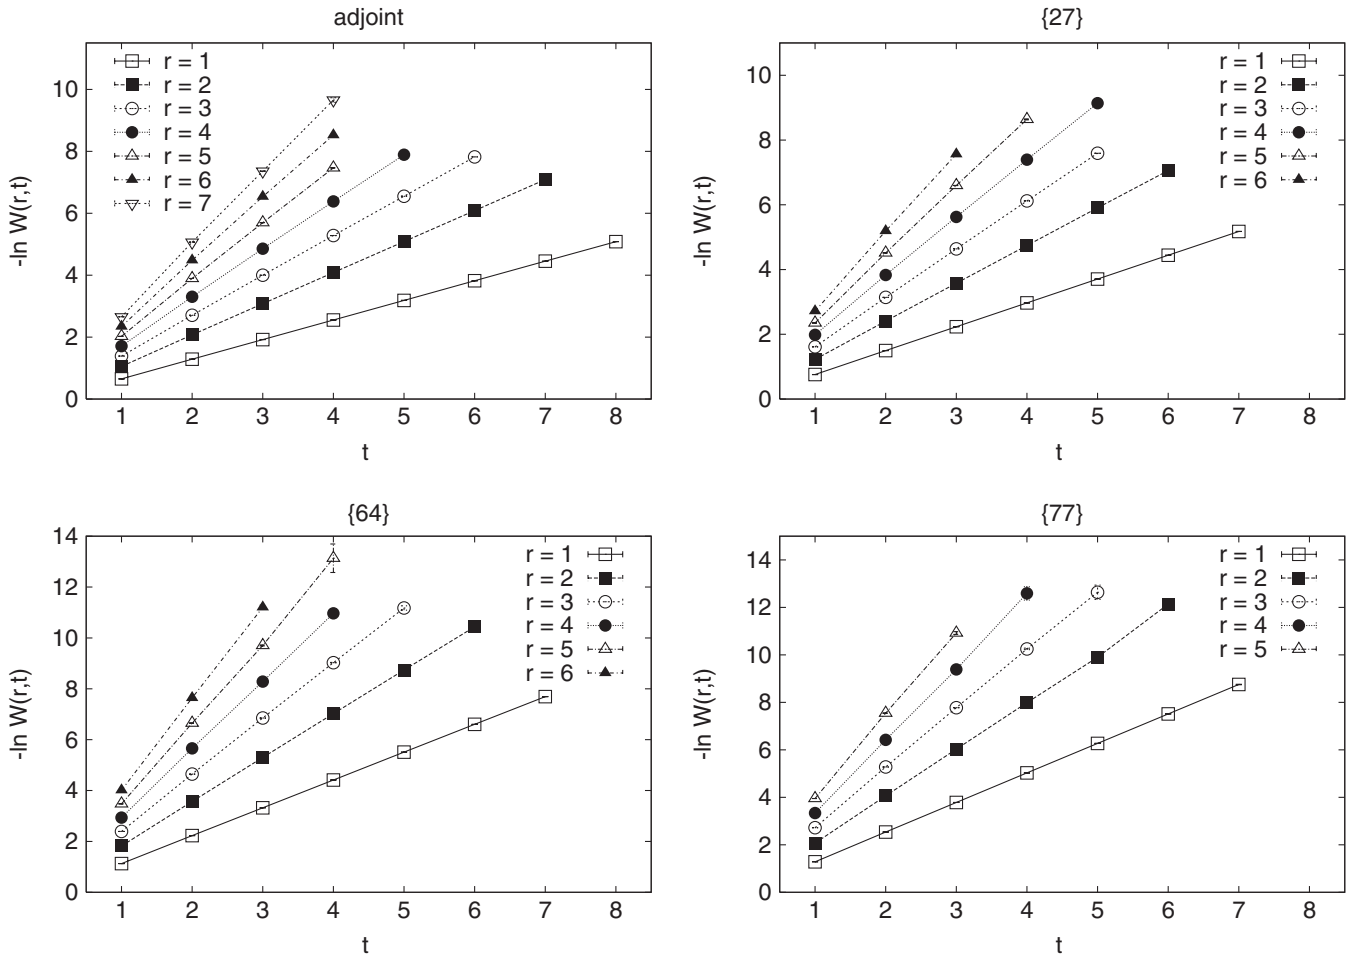 adjoint
-ln W(r,t)
10
8
6
4
2
0
r = 1
r = 2
r = 3
r = 4
r = 5
r = 6
r = 7
1 2 3 4 5 6 7 8
t
{27}
-ln W(r,t)
10
8
6
4
2
0
r = 1
r = 2
r = 3
r = 4
r = 5
r = 6
1 2 3 4 5 6 7 8
t
{64}
-ln W(r,t)
14
12
10
8
6
4
2
0
r = 1
r = 2
r = 3
r = 4
r = 5
r = 6
1 2 3 4 5 6 7 8
t
{77}
-ln W(r,t)
14
12
10
8
6
4
2
0
r = 1
r = 2
r = 3
r = 4
r = 5
1 2 3 4 5 6 7 8
t